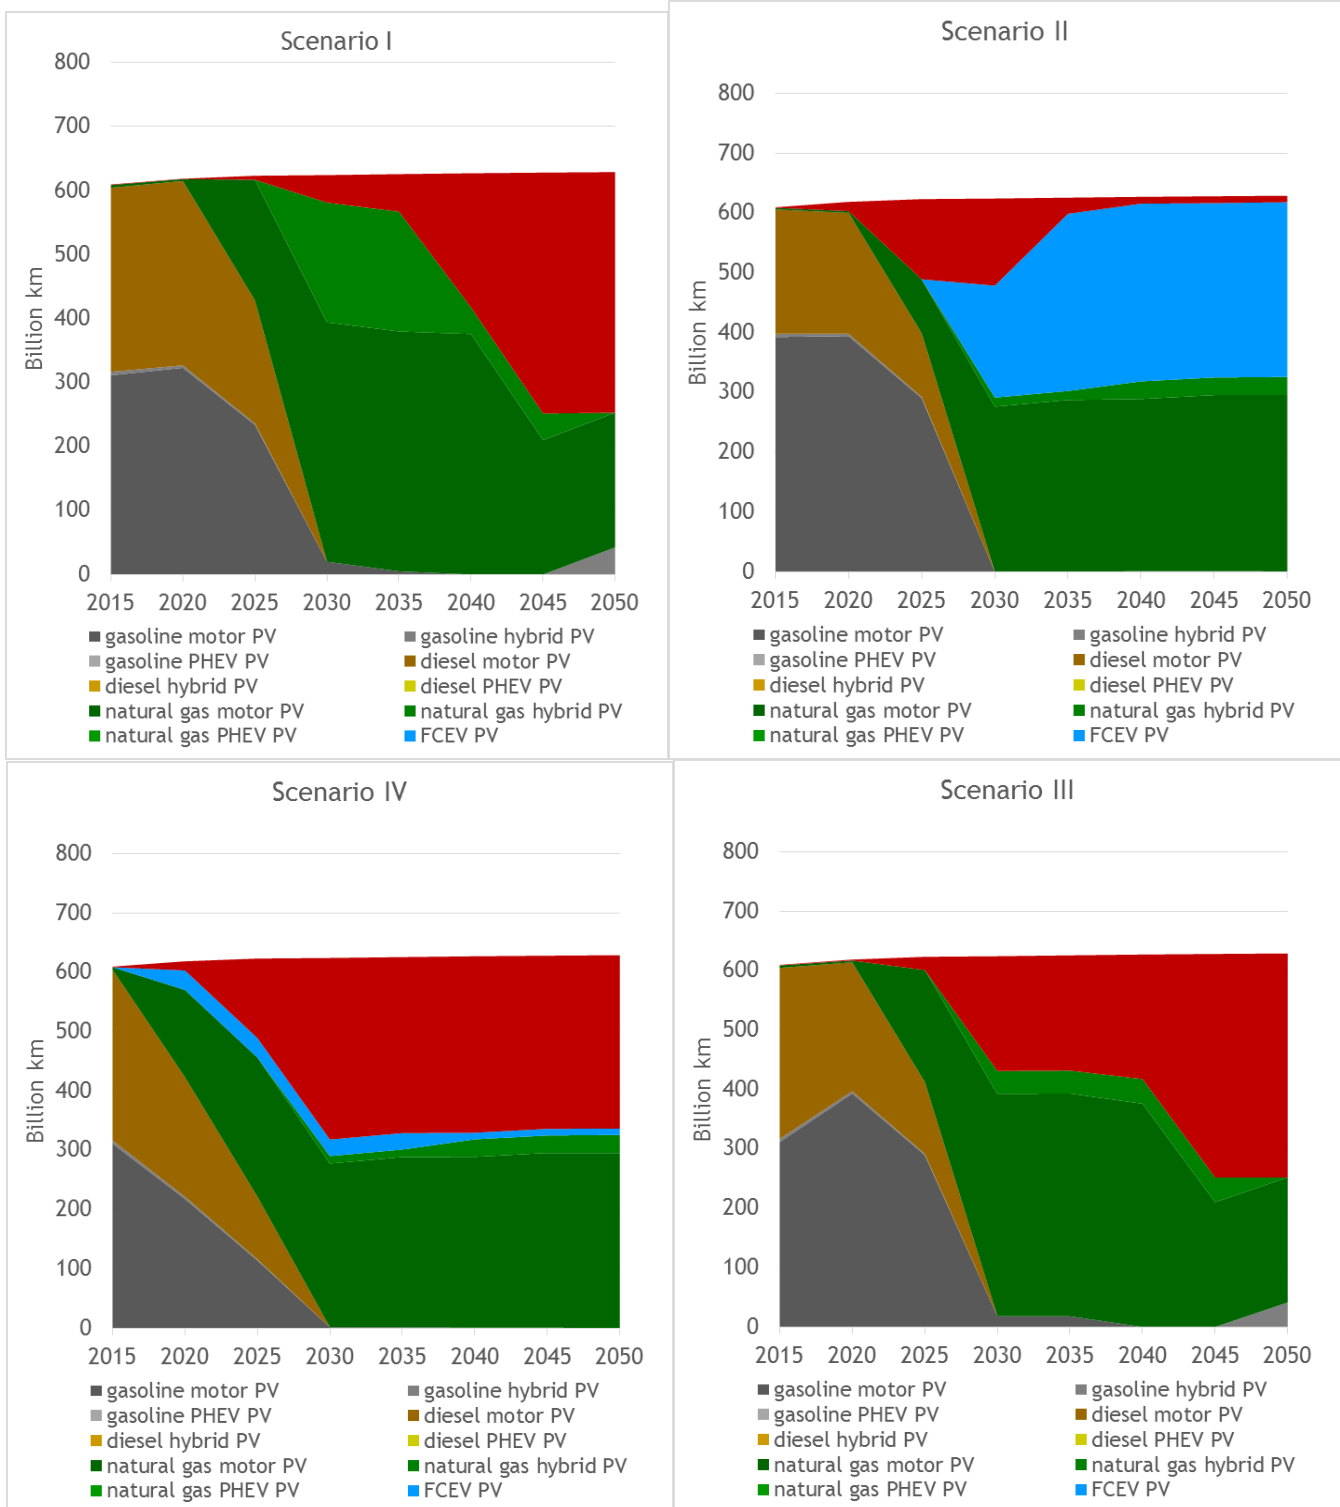 Scenario I
800
700
600
500
400
300
200
100
0
Billion km
2015 2020 2025 2030 2035 2040 2045 2050
gasoline motor PV gasoline hybrid PV
gasoline PHEV PV diesel motor PV
diesel hybrid PV diesel PHEV PV
natural gas motor PV natural gas hybrid PV
natural gas PHEV PV FCEV PV
Scenario II
800
700
600
500
400
300
200
100
0
Billion km
2015 2020 2025 2030 2035 2040 2045 2050
gasoline motor PV gasoline hybrid PV
gasoline PHEV PV diesel motor PV
diesel hybrid PV diesel PHEV PV
natural gas motor PV natural gas hybrid PV
natural gas PHEV PV FCEV PV
Scenario IV
800
700
600
500
400
300
200
100
0
Billion km
2015 2020 2025 2030 2035 2040 2045 2050
gasoline motor PV gasoline hybrid PV
gasoline PHEV PV diesel motor PV
diesel hybrid PV diesel PHEV PV
natural gas motor PV natural gas hybrid PV
natural gas PHEV PV FCEV PV
Scenario III
800
700
600
500
400
300
200
100
0
Billion km
2015 2020 2025 2030 2035 2040 2045 2050
gasoline motor PV gasoline hybrid PV
gasoline PHEV PV diesel motor PV
diesel hybrid PV diesel PHEV PV
natural gas motor PV natural gas hybrid PV
natural gas PHEV PV FCEV PV